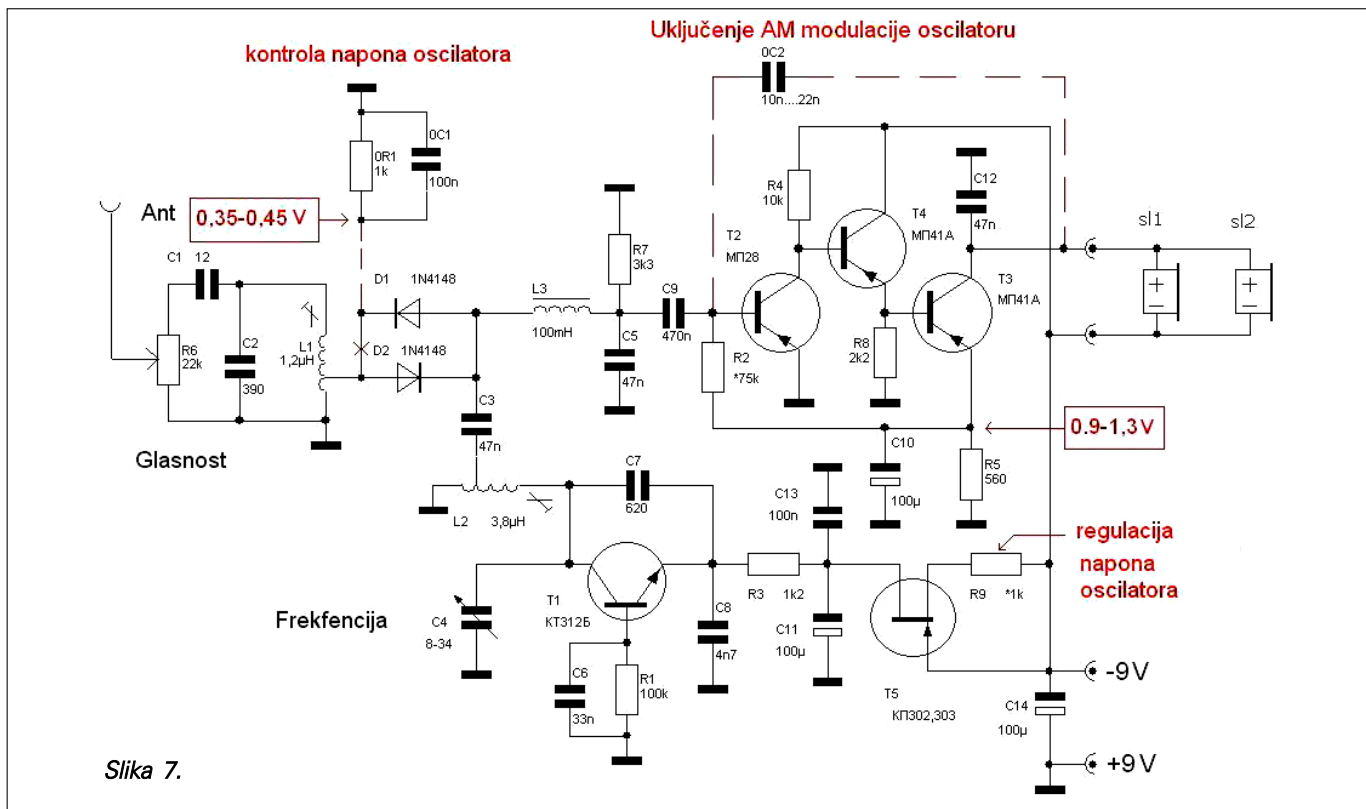 Uključenje AM modulacije oscilatoru
kontrola napona oscilatora
0C2
10n....22n
0C1
100n
0R1
1k
Ant
0,35-0,45 V
C1 12
R6
22k
C2
390
L1
1,2µH
Glasnost
D1 1N4148
D2 1N4148
C3
47n
L3
100mH
R7
3k3
C5
47n
C9
470n
R2
*75k
T2
МП28
R4
10k
T4
МП41А
R8
2k2
C12
47n
T3
МП41А
sl1
sl2
0.9-1,3 V
C10
100µ
R5
560
L2 3,8µH
C7
620
Frekfencija
C4
8-34
T1
КТ312Б
C6
33n
R1
100k
C8
4n7
R3 1k2
C13
100n
C11
100µ
T5
КП302,303
R9 *1k
regulacija
napona
oscilatora
-9V
C14
100µ
+9V
Slika 7.